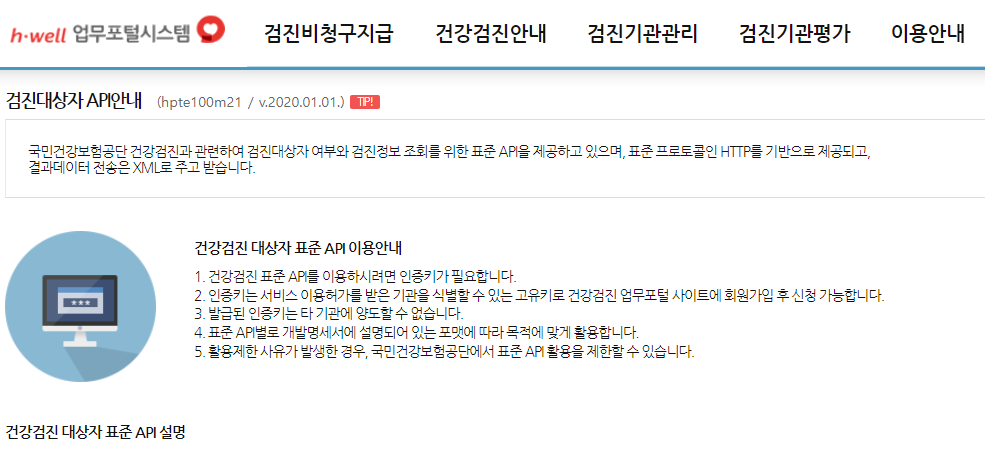 h·well 업무포털시스템 검진비청구지급 건강검진안내 검진기관관리 검진기관평가 이용안내
검진대상자 API안내 (hpte100m21 / v.2020.01.01.) TIP!
국민건강보험공단 건강검진과 관련하여 검진대상자 여부와 검진정보 조회를 위한 표준 API을 제공하고 있으며, 표준 프로토콜인 HTTP를 기반으로 제공되고,
결과데이터 전송은 XML로 주고 받습니다.
건강검진 대상자 표준 API 이용안내
1. 건강검진 표준 API를 이용하시려면 인증키가 필요합니다.
2. 인증키는 서비스 이용허가를 받은 기관을 식별할 수 있는 고유키로 건강검진 업무포털 사이트에 회원가입 후 신청 가능합니다.
3. 발급된 인증키는 타 기관에 양도할 수 없습니다.
4. 표준 API별로 개발명세서에 설명되어 있는 포맷에 따라 목적에 맞게 활용합니다.
5. 활용제한 사유가 발생한 경우, 국민건강보험공단에서 표준 API 활용을 제한할 수 있습니다.
건강검진 대상자 표준 API 설명